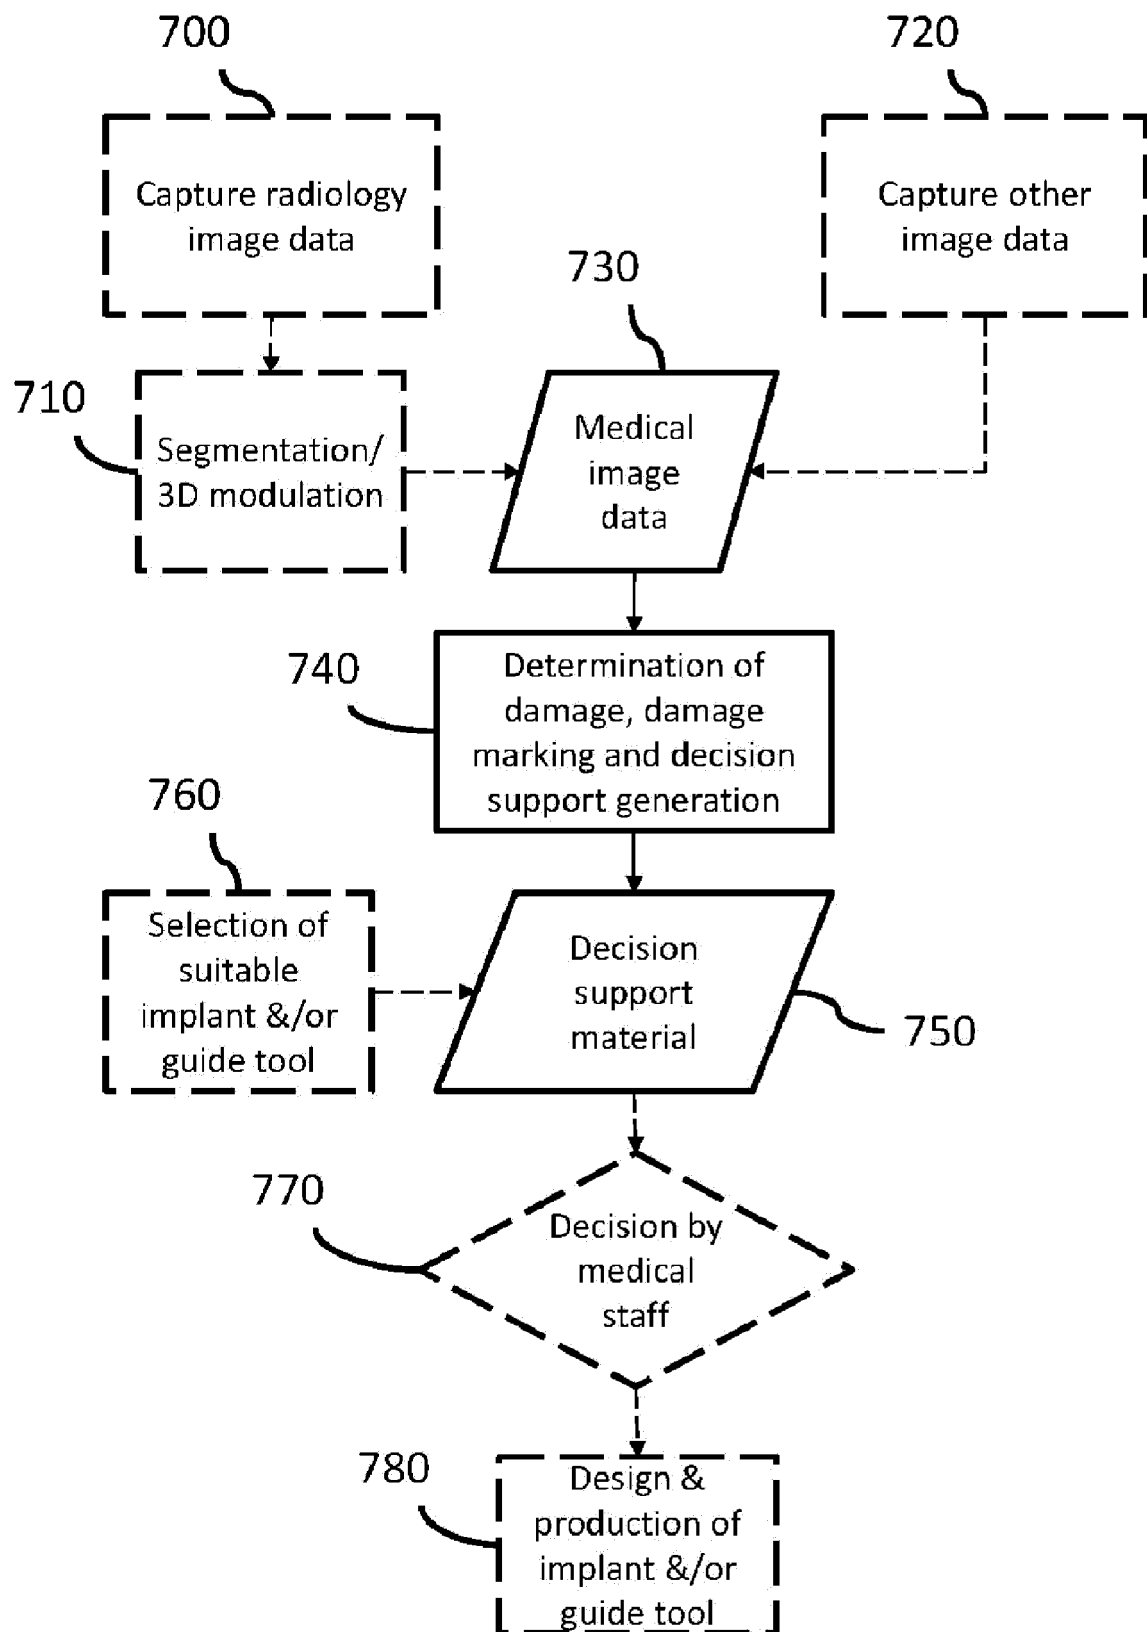 700
720
Capture radiology
image data
Capture other
image data
730
710
Segmentation/
3D modulation
Medical
image
data
740
Determination of
damage, damage
marking and decision
support generation
760
Selection of
suitable
implant &/or
guide tool
Decision
support
material
750
770
Decision by
medical
staff
780
Design &
production of
implant &/or
guide tool